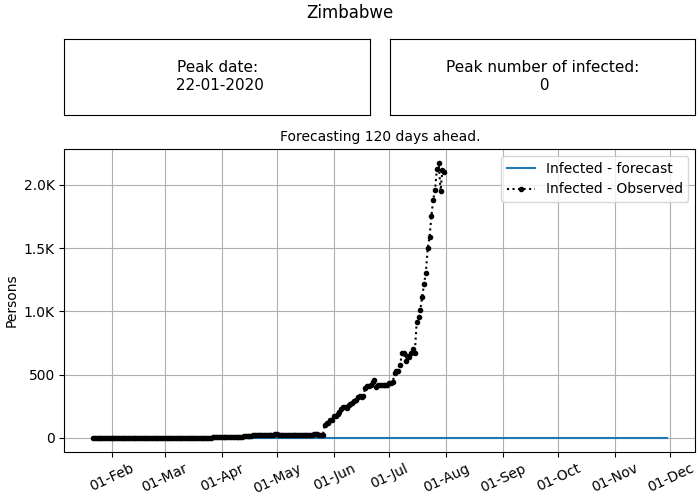 Zimbabwe
Peak date:
22-01-2020
Peak number of infected:
0
Forecasting 120 days ahead.
Infected - forecast
Infected - Observed
Persons
2.0K
1.5K
1.0K
500
0
01-Feb
01-Mar
01-Apr
01-May
01-Jun
01-Jul
01-Aug
01-Sep
01-Oct
01-Nov
01-Dec